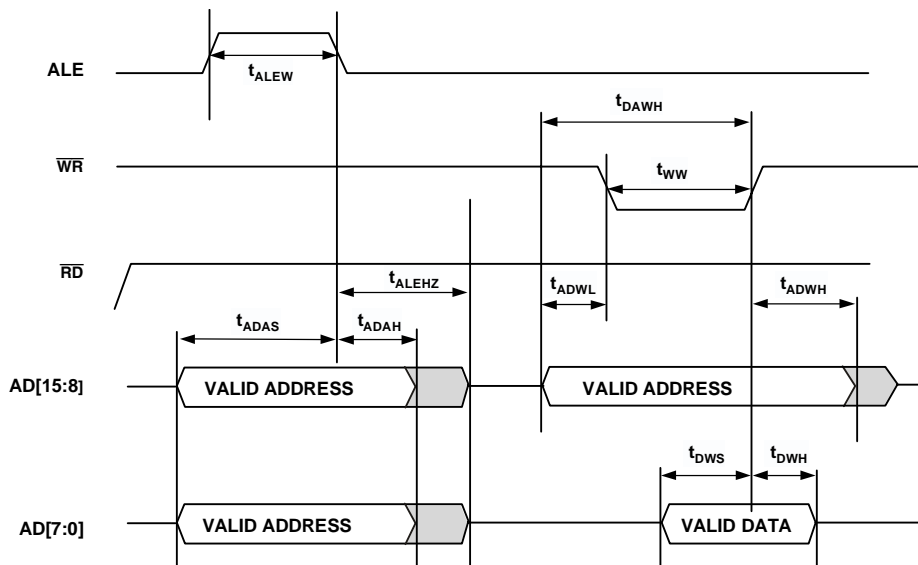 ALE
tALEW
tDAWH
WR
tWW
RD
tALEHZ
tADWL
tADWH
tADAS
tADAH
AD[15:8]
VALID ADDRESS
VALID ADDRESS
tDWS
tDWH
AD[7:0]
VALID ADDRESS
VALID DATA